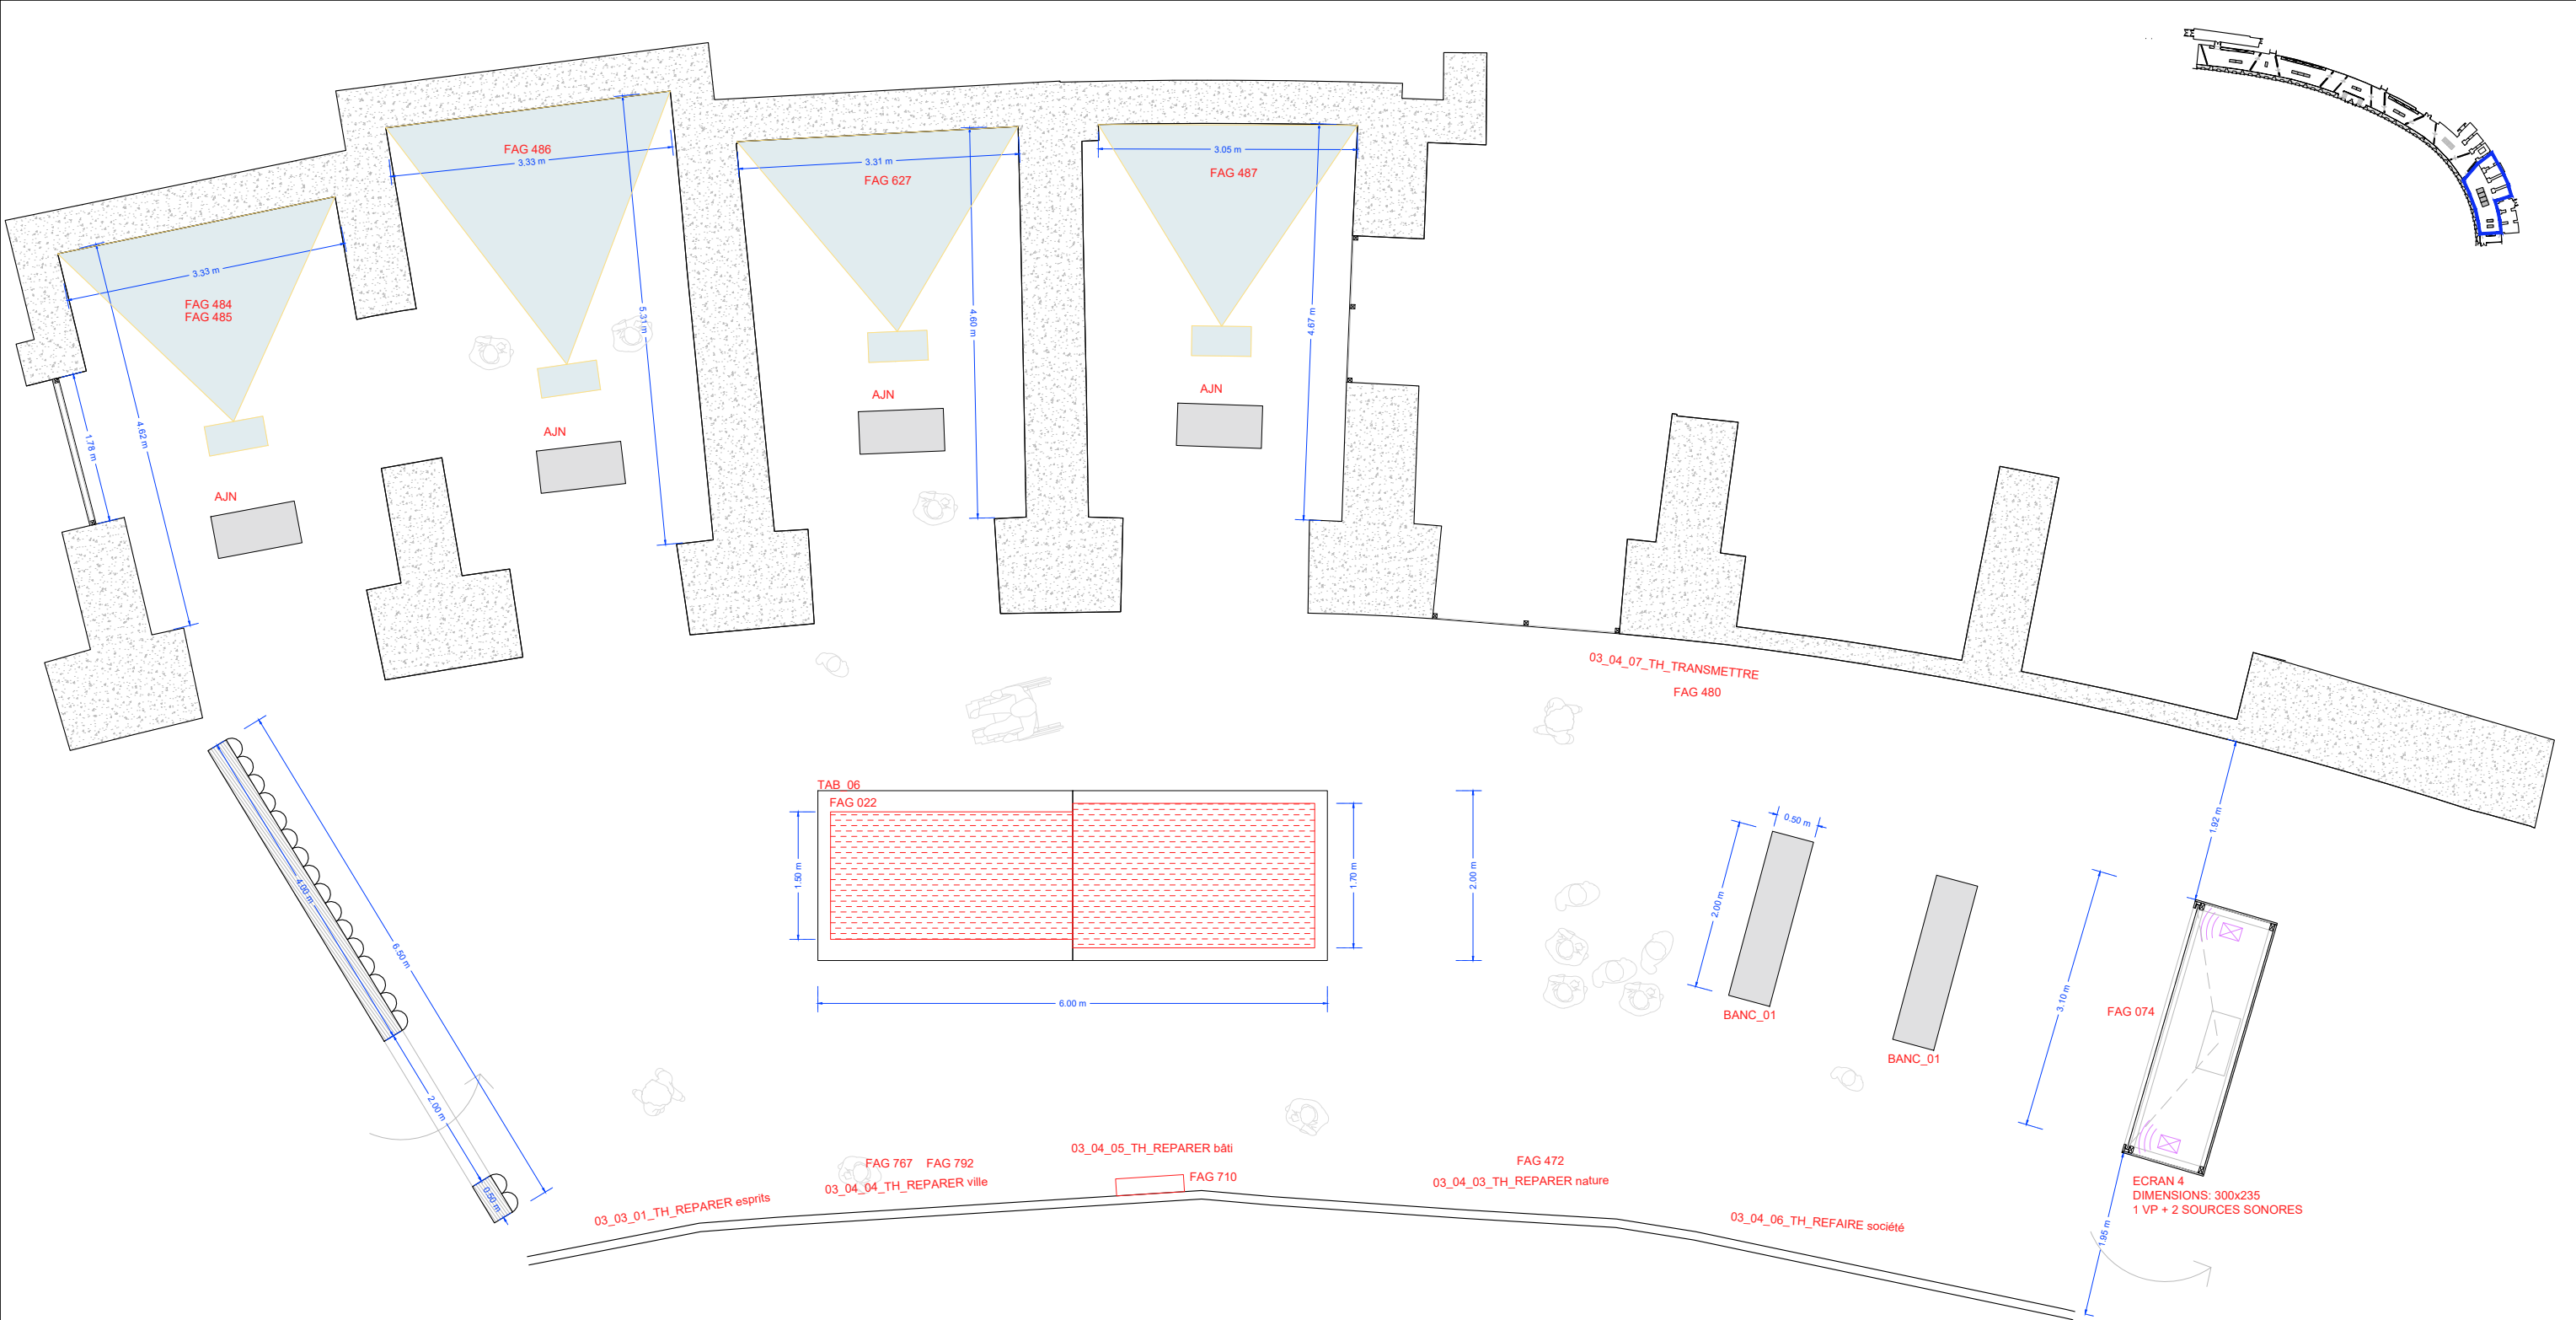 FAG 486
3.33 m
3.31 m
FAG 627
3.05 m
FAG 487
3.33 m
FAG 484
FAG 485
5.31 m
4.60 m
4.67 m
AJN
AJN
AJN
AJN
1.78 m
4.62 m
03_04_07_TH_TRANSMETTRE
FAG 480
TAB_06
FAG 022
1.50 m
1.70 m
2.00 m
6.00 m
0.50 m
2.00 m
1.92 m
3.10 m
4.00 m
6.50 m
2.00 m
0.50 m
BANC_01
BANC_01
FAG 074
03_04_05_TH_REPARER bâti
FAG 767 FAG 792
FAG 710
03_04_04_TH_REPARER ville
03_03_01_TH_REPARER esprits
FAG 472
03_04_03_TH_REPARER nature
03_04_06_TH_REFAIRE société
ECRAN 4
DIMENSIONS: 300x235
1 VP + 2 SOURCES SONORES
1.95 m